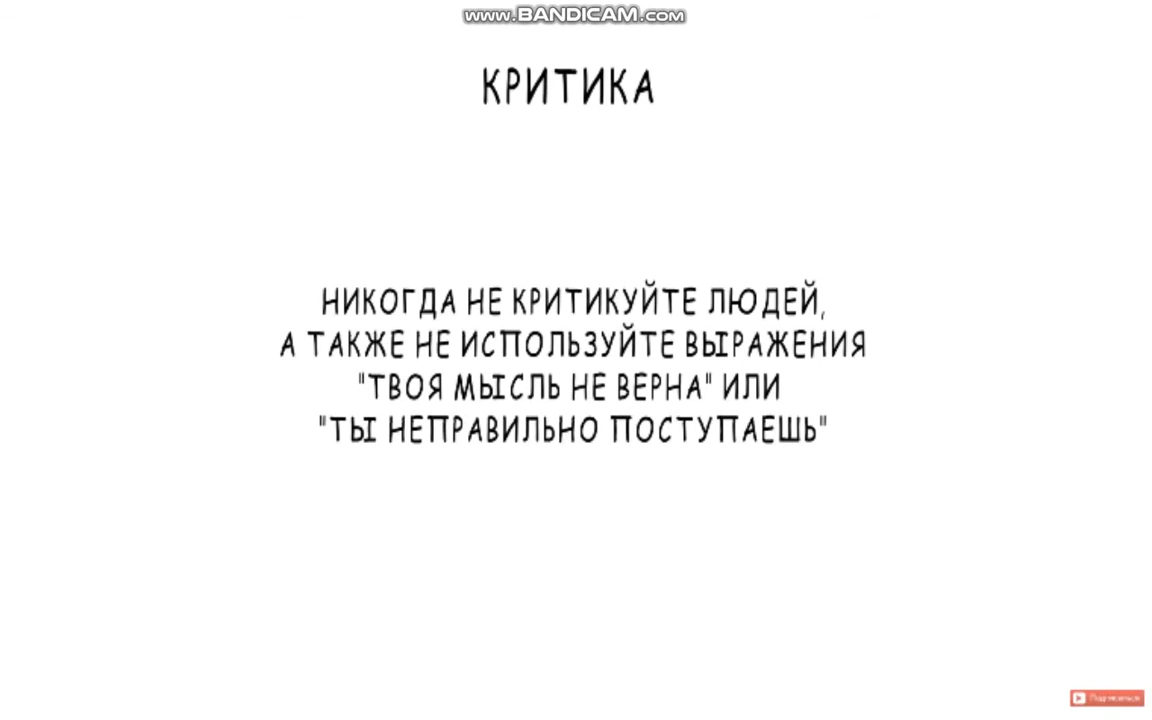 www.BANDICAM.com
КРИТИКА
НИКОГДА НЕ КРИТИКУЙТЕ ЛЮДЕЙ,
А ТАКЖЕ НЕ ИСПОЛЬЗУЙТЕ ВЫРАЖЕНИЯ
"ТВОЯ МЫСЛЬ НЕ ВЕРНА" ИЛИ
"ТЫ НЕПРАВИЛЬНО ПОСТУПАЕШЬ"
Подписаться